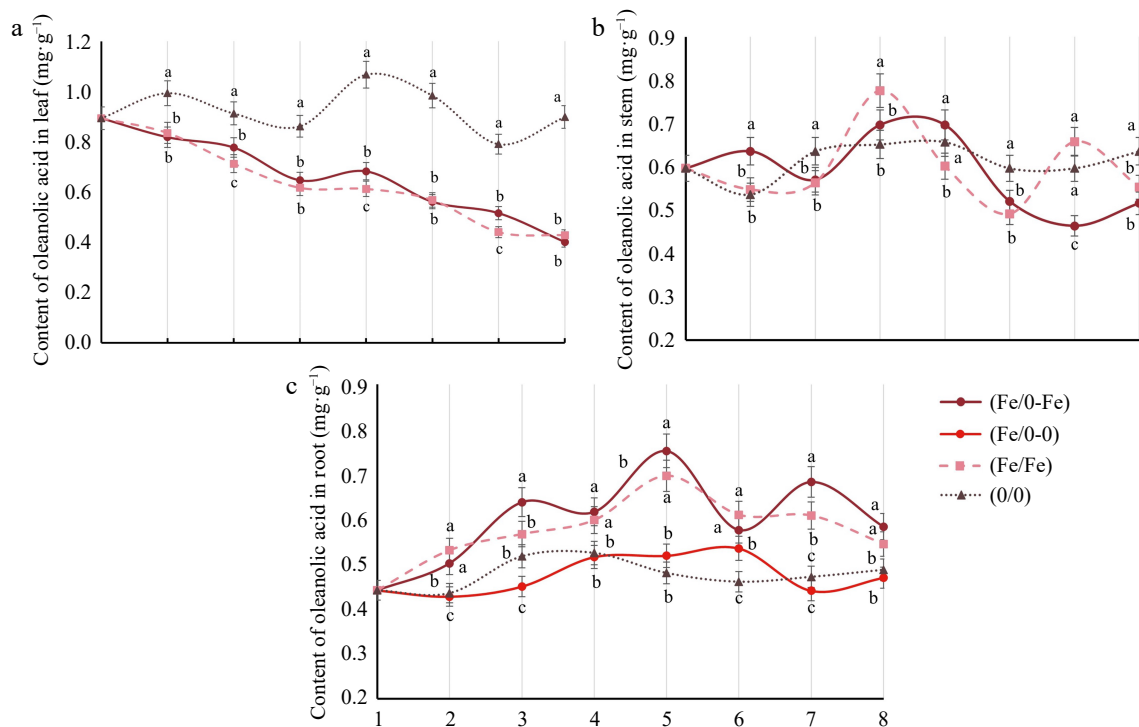 a
Content of oleanolic acid in leaf (mg·g⁻¹)
1.2
1.0
0.8
0.6
0.4
0.2
0.0
a a a a a a a
b b b b b b b
b c b c b c b
b
Content of oleanolic acid in stem (mg·g⁻¹)
0.9
0.8
0.7
0.6
0.5
0.4
0.3
0.2
a a a a a a a
b b b a b a b
b b b b b c b
c
Content of oleanolic acid in root (mg·g⁻¹)
0.9
0.8
0.7
0.6
0.5
0.4
0.3
0.2
a a a b a a a a
a b a a a b a
b b b b b c b
c c b b c c
1 2 3 4 5 6 7 8
(Fe/0-Fe)
(Fe/0-0)
(Fe/Fe)
(0/0)